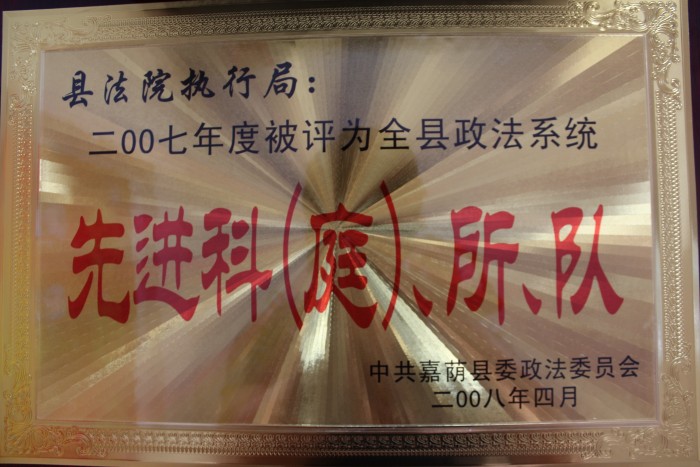 县法院执行局：
二00七年度被评为全县政法系统
先进科(庭)、所、队
中共嘉荫县委政法委员会
二00八年四月